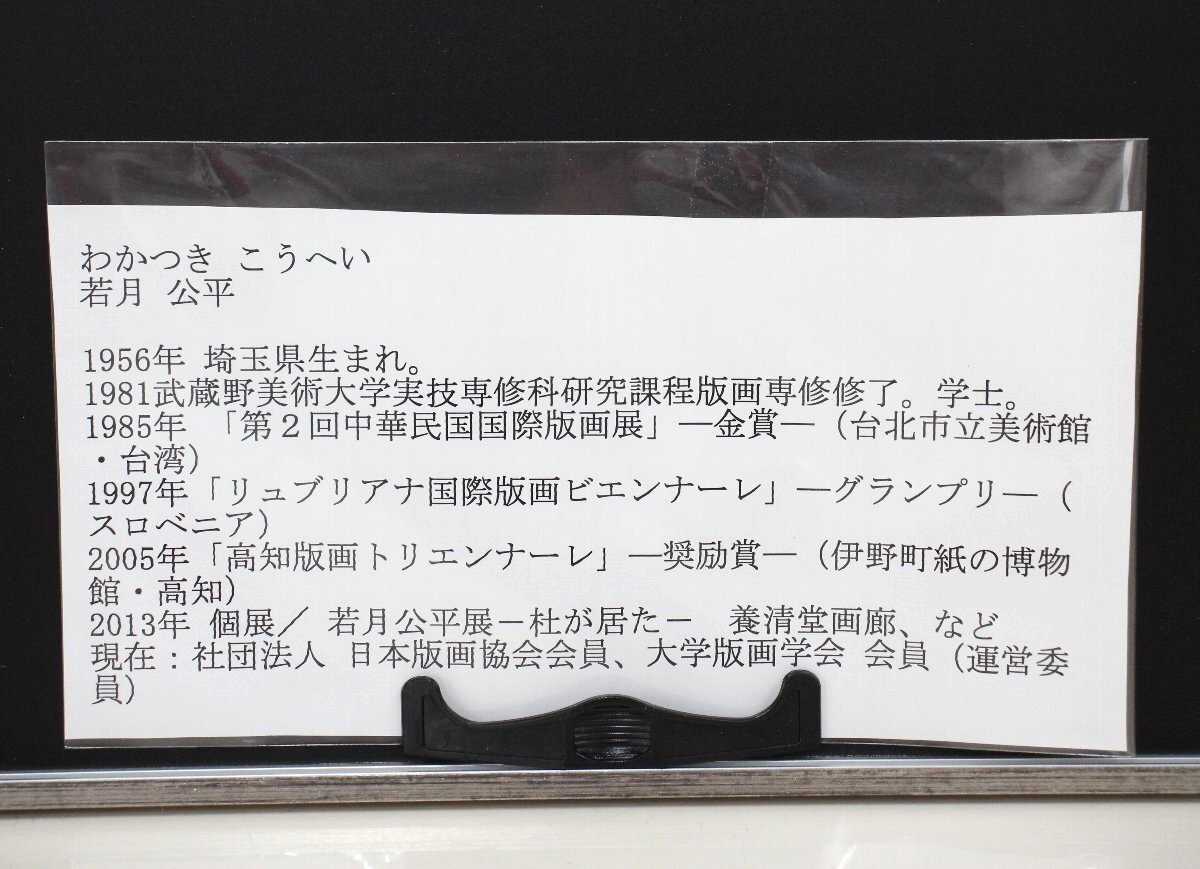 わかつき こうへい
若月 公平
1956年 埼玉県生まれ。
1981武蔵野美術大学実技専修科研究課程版画専修修了。学士。
1985年 「第２回中華民国国際版画展」―金賞―（台北市立美術館
・台湾）
1997年「リュブリアナ国際版画ビエンナーレ」―グランプリ―（
スロベニア）
2005年「高知版画トリエンナーレ」―奨励賞―（伊野町紙の博物
館・高知）
2013年 個展／ 若月公平展－杜が居た－　養清堂画廊、など
現在：社団法人 日本版画協会会員、大学版画学会 会員（運営委
員）